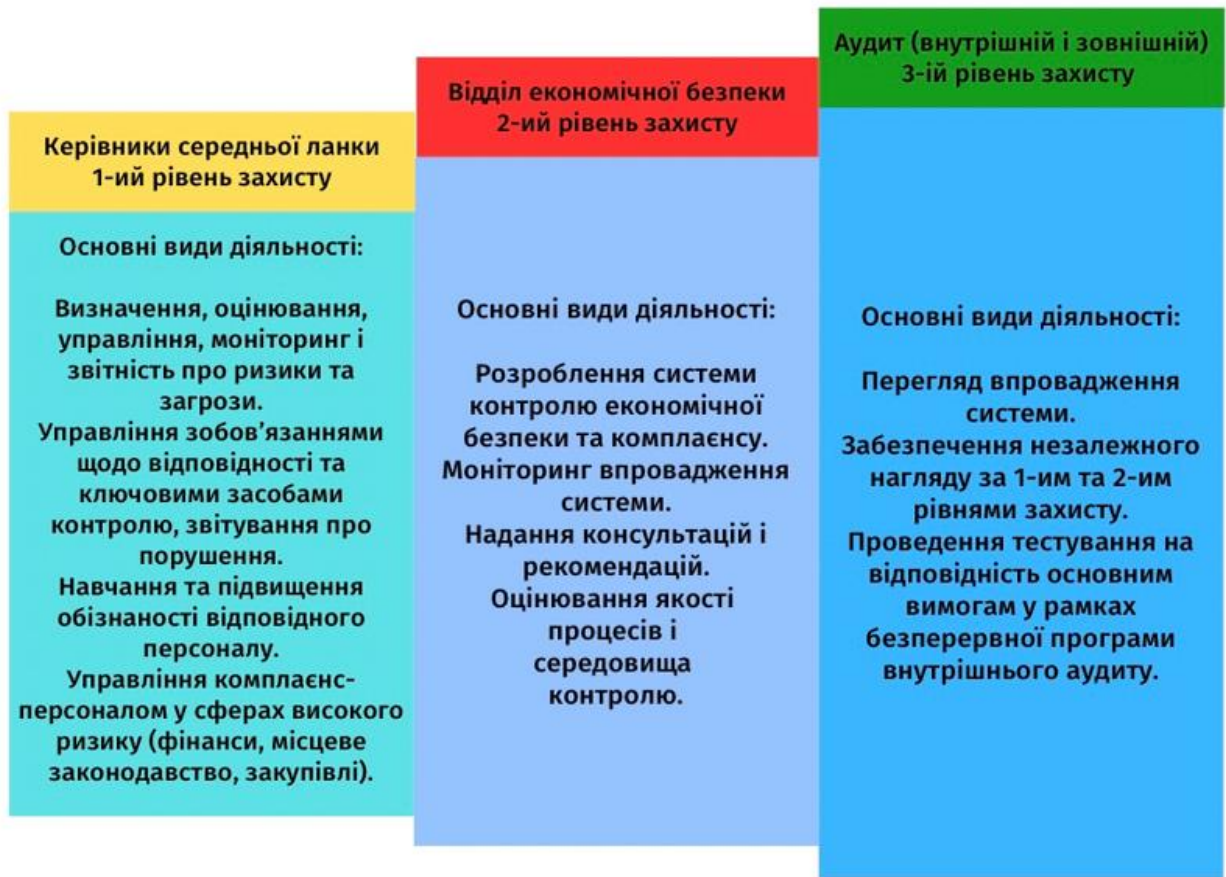 Керівники середньої ланки
1-ий рівень захисту
Основні види діяльності:
Визначення, оцінювання,
управління, моніторинг і
звітність про ризики та
загрози.
Управління зобов’язаннями
щодо відповідності та
ключовими засобами
контролю, звітування про
порушення.
Навчання та підвищення
обізнаності відповідного
персоналу.
Управління комплаєнс-
персоналом у сферах високого
ризику (фінанси, місцеве
законодавство, закупівлі).
Відділ економічної безпеки
2-ий рівень захисту
Основні види діяльності:
Розроблення системи
контролю економічної
безпеки та комплаєнсу.
Моніторинг впровадження
системи.
Надання консультацій і
рекомендацій.
Оцінювання якості
процесів і
середовища
контролю.
Аудит (внутрішній і зовнішній)
3-ій рівень захисту
Основні види діяльності:
Перегляд впровадження
системи.
Забезпечення незалежного
нагляду за 1-им та 2-им
рівнями захисту.
Проведення тестування на
відповідність основним
вимогам у рамках
безперервної програми
внутрішнього аудиту.